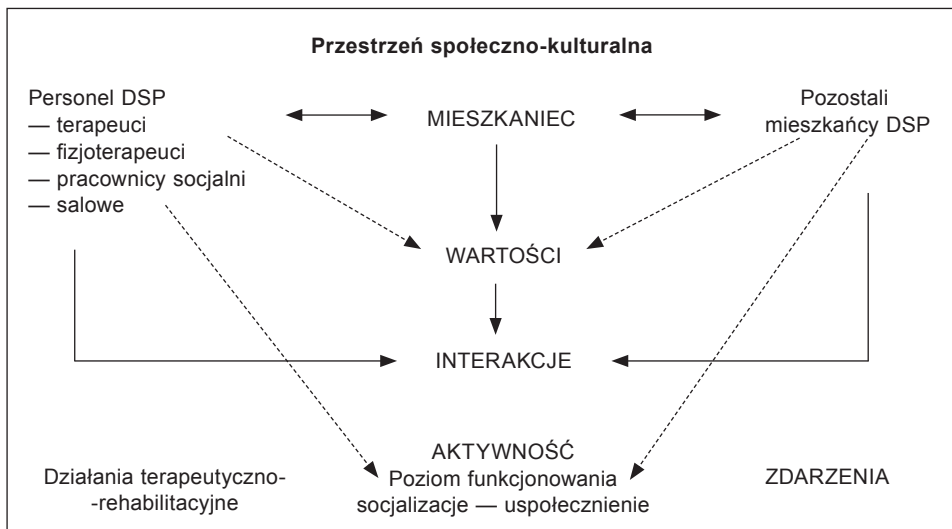 Przestrzeń społeczno-kulturalna
Personel DSP
— terapeuci
— fizjoterapeuci
— pracownicy socjalni
— salowe
MIESZKANIEC
Pozostali
mieszkańcy DSP
WARTOŚCI
INTERAKCJE
Działania terapeutyczno-
-rehabilitacyjne
AKTYWNOŚĆ
Poziom funkcjonowania
socjalizacje — uspołecznienie
ZDARZENIA